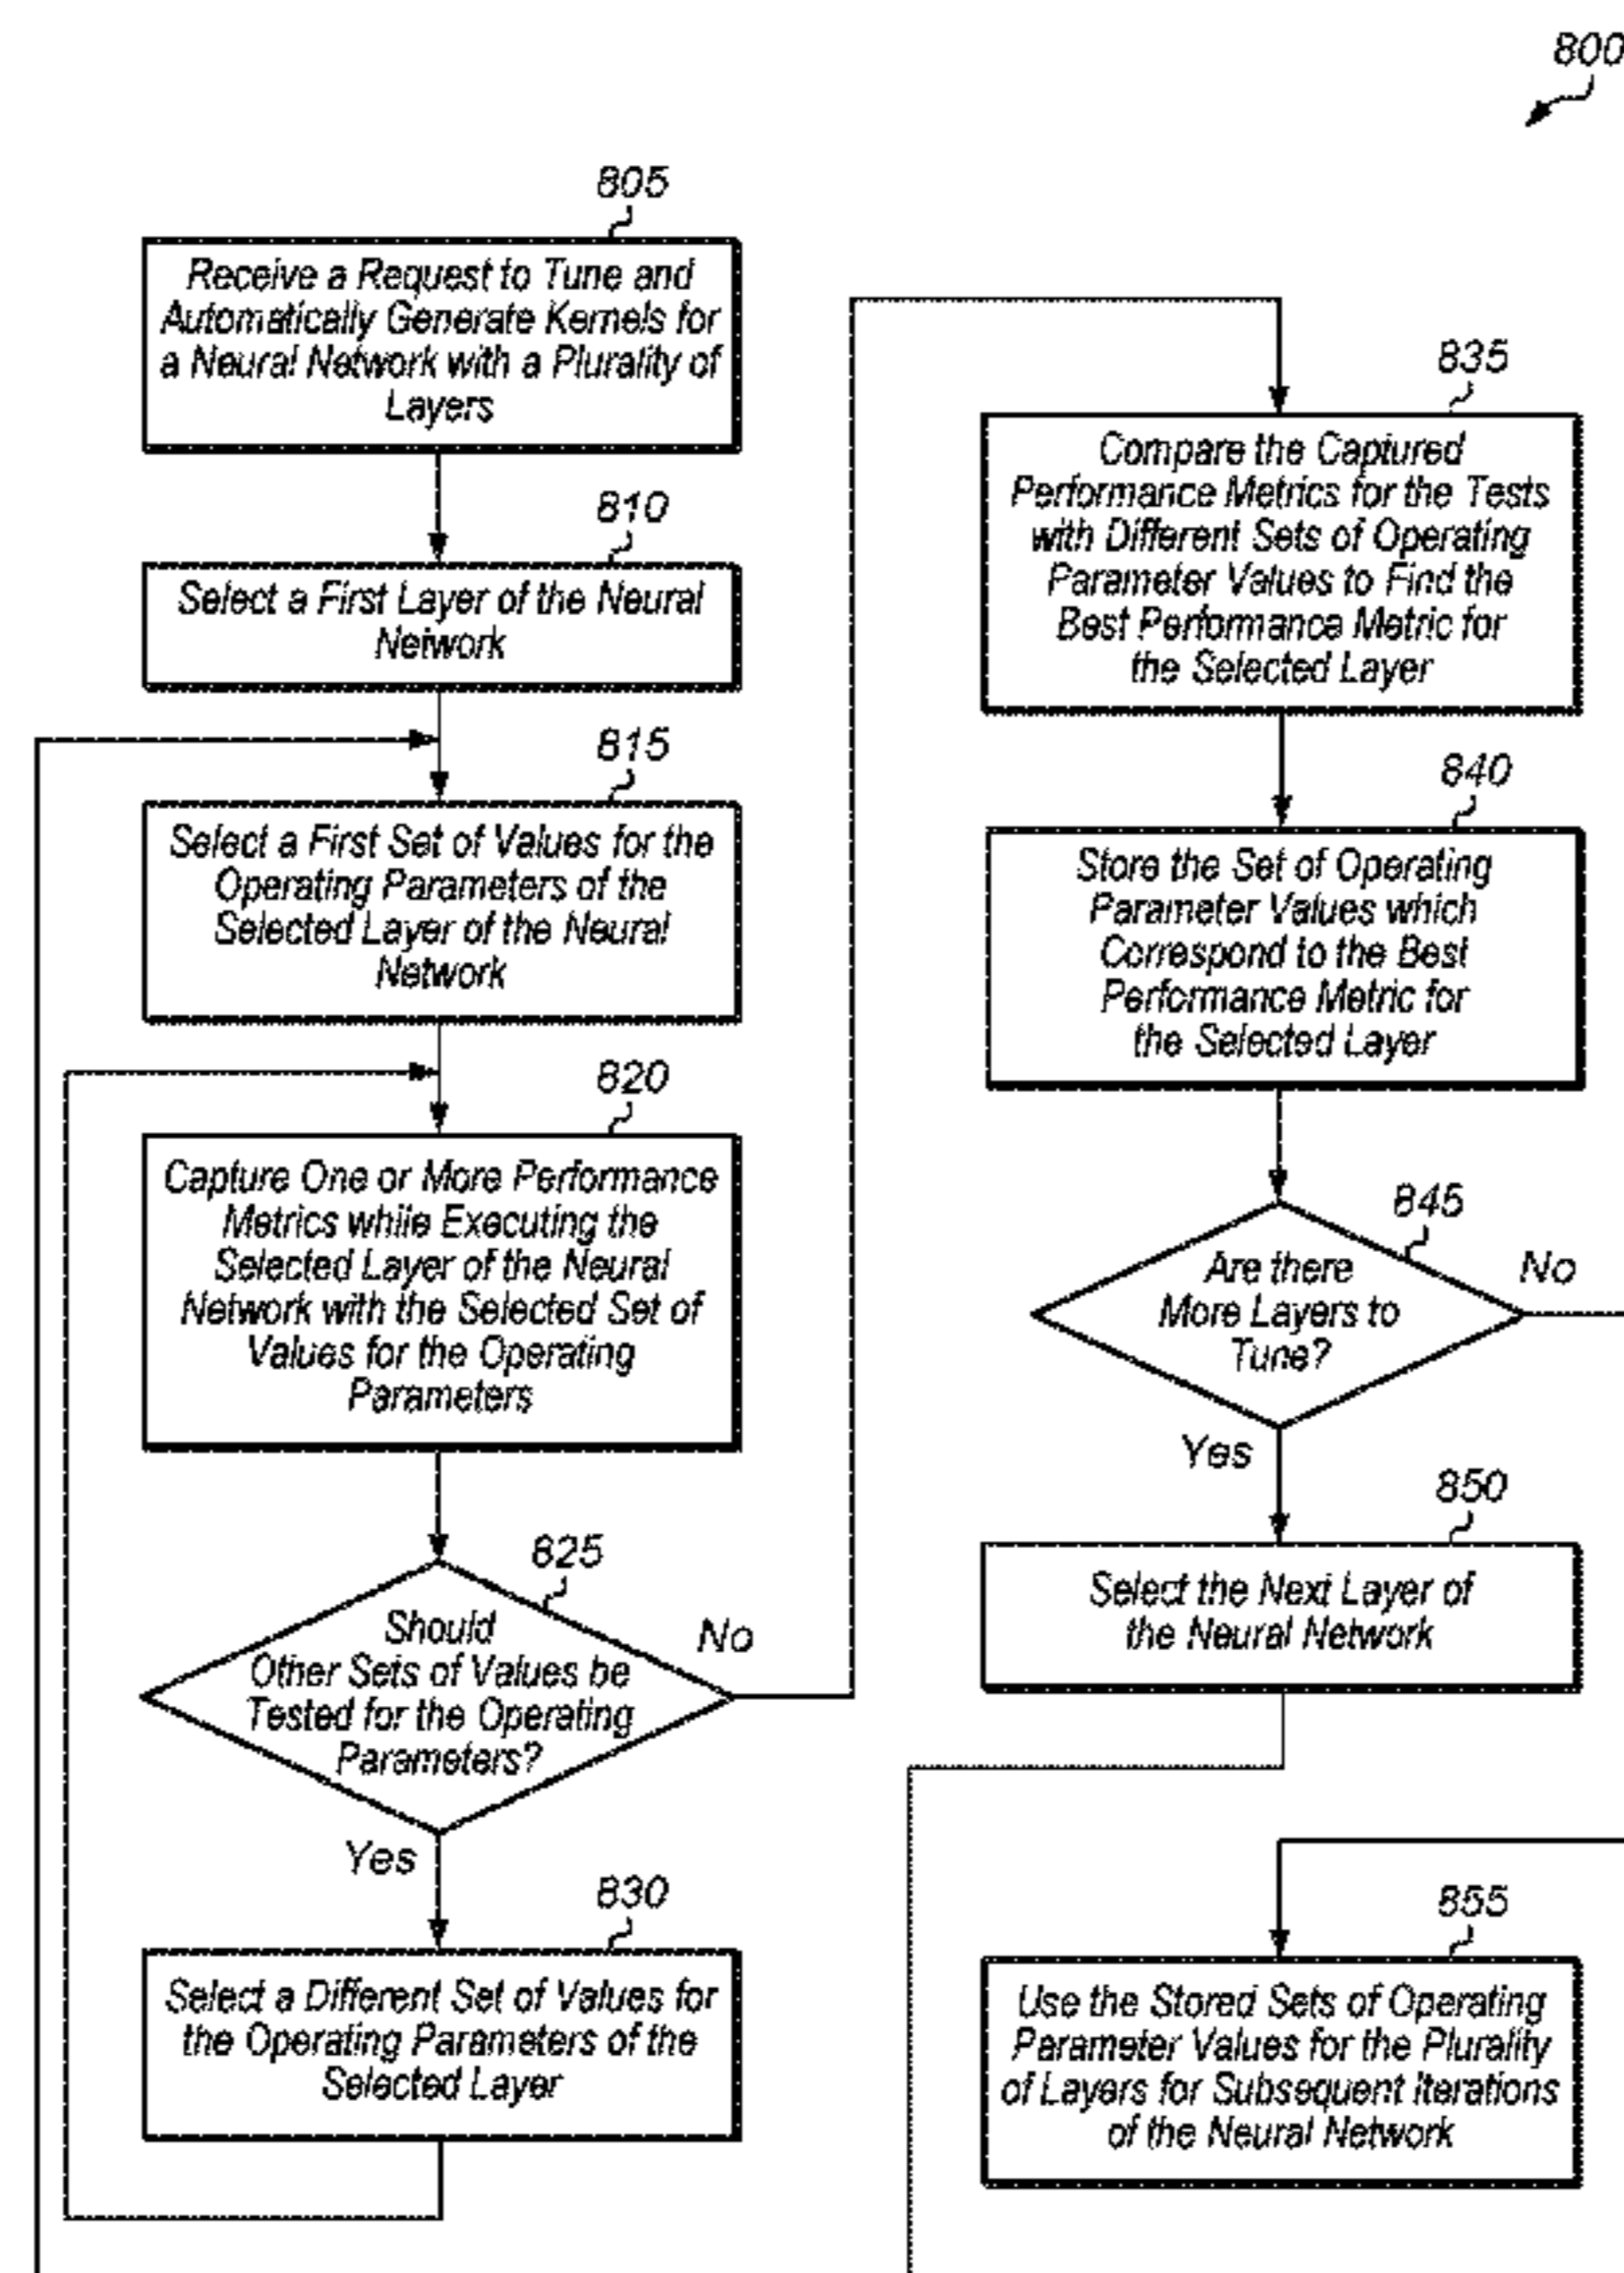 800
805
Receive a Request to Tune and
Automatically Generate Kernels for
a Neural Network with a Plurality of
Layers
810
Select a First Layer of the Neural
Network
815
Select a First Set of Values for the
Operating Parameters of the
Selected Layer of the Neural
Network
820
Capture One or More Performance
Metrics while Executing the
Selected Layer of the Neural
Network with the Selected Set of
Values for the Operating
Parameters
825
Should
Other Sets of Values be
Tested for the Operating
Parameters?
No
Yes
830
Select a Different Set of Values for
the Operating Parameters of the
Selected Layer
835
Compare the Captured
Performance Metrics for the Tests
with Different Sets of Operating
Parameter Values to Find the
Best Performance Metric for
the Selected Layer
840
Store the Set of Operating
Parameter Values which
Correspond to the Best
Performance Metric for
the Selected Layer
845
Are there
More Layers to
Tune?
No
Yes
850
Select the Next Layer of
the Neural Network
855
Use the Stored Sets of Operating
Parameter Values for the Plurality
of Layers for Subsequent Iterations
of the Neural Network